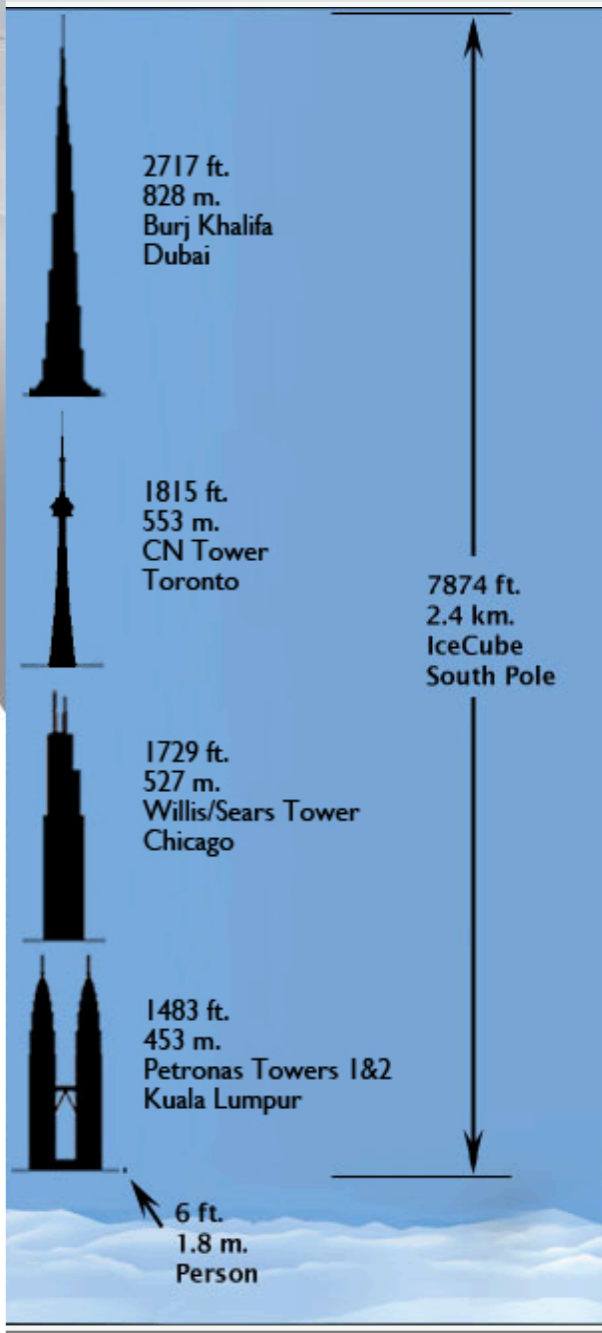 2717 ft.
828 m.
Burj Khalifa
Dubai
1815 ft.
553 m.
CN Tower
Toronto
7874 ft.
2.4 km.
IceCube
South Pole
1729 ft.
527 m.
Willis/Sears Tower
Chicago
1483 ft.
453 m.
Petronas Towers 1&2
Kuala Lumpur
6 ft.
1.8 m.
Person